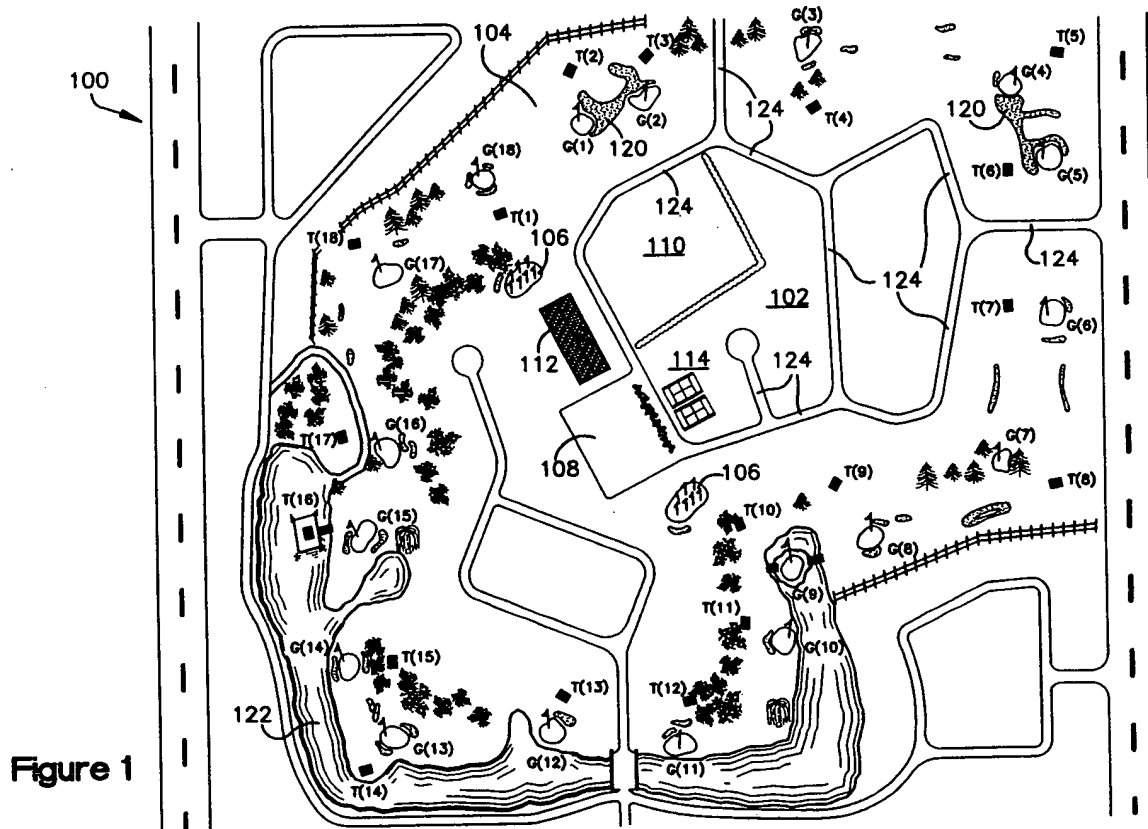 G(3)
T(3)
T(2)
T(5)
104
100
G(4)
124
G(2)
T(4)
120
G(1)
120
124
G(18)
T(6)
G(5)
124
T(1)
110
T(18)
106
124
124
G(17)
102
T(7)
G(6)
112
114
124
G(16)
T(17)
G(7)
108
106
T(9)
T(8)
T(16)
T(10)
G(15)
G(8)
G(9)
T(11)
G(14)
G(10)
T(15)
T(13)
T(12)
122
G(13)
G(12)
G(11)
Figure 1
T(14)